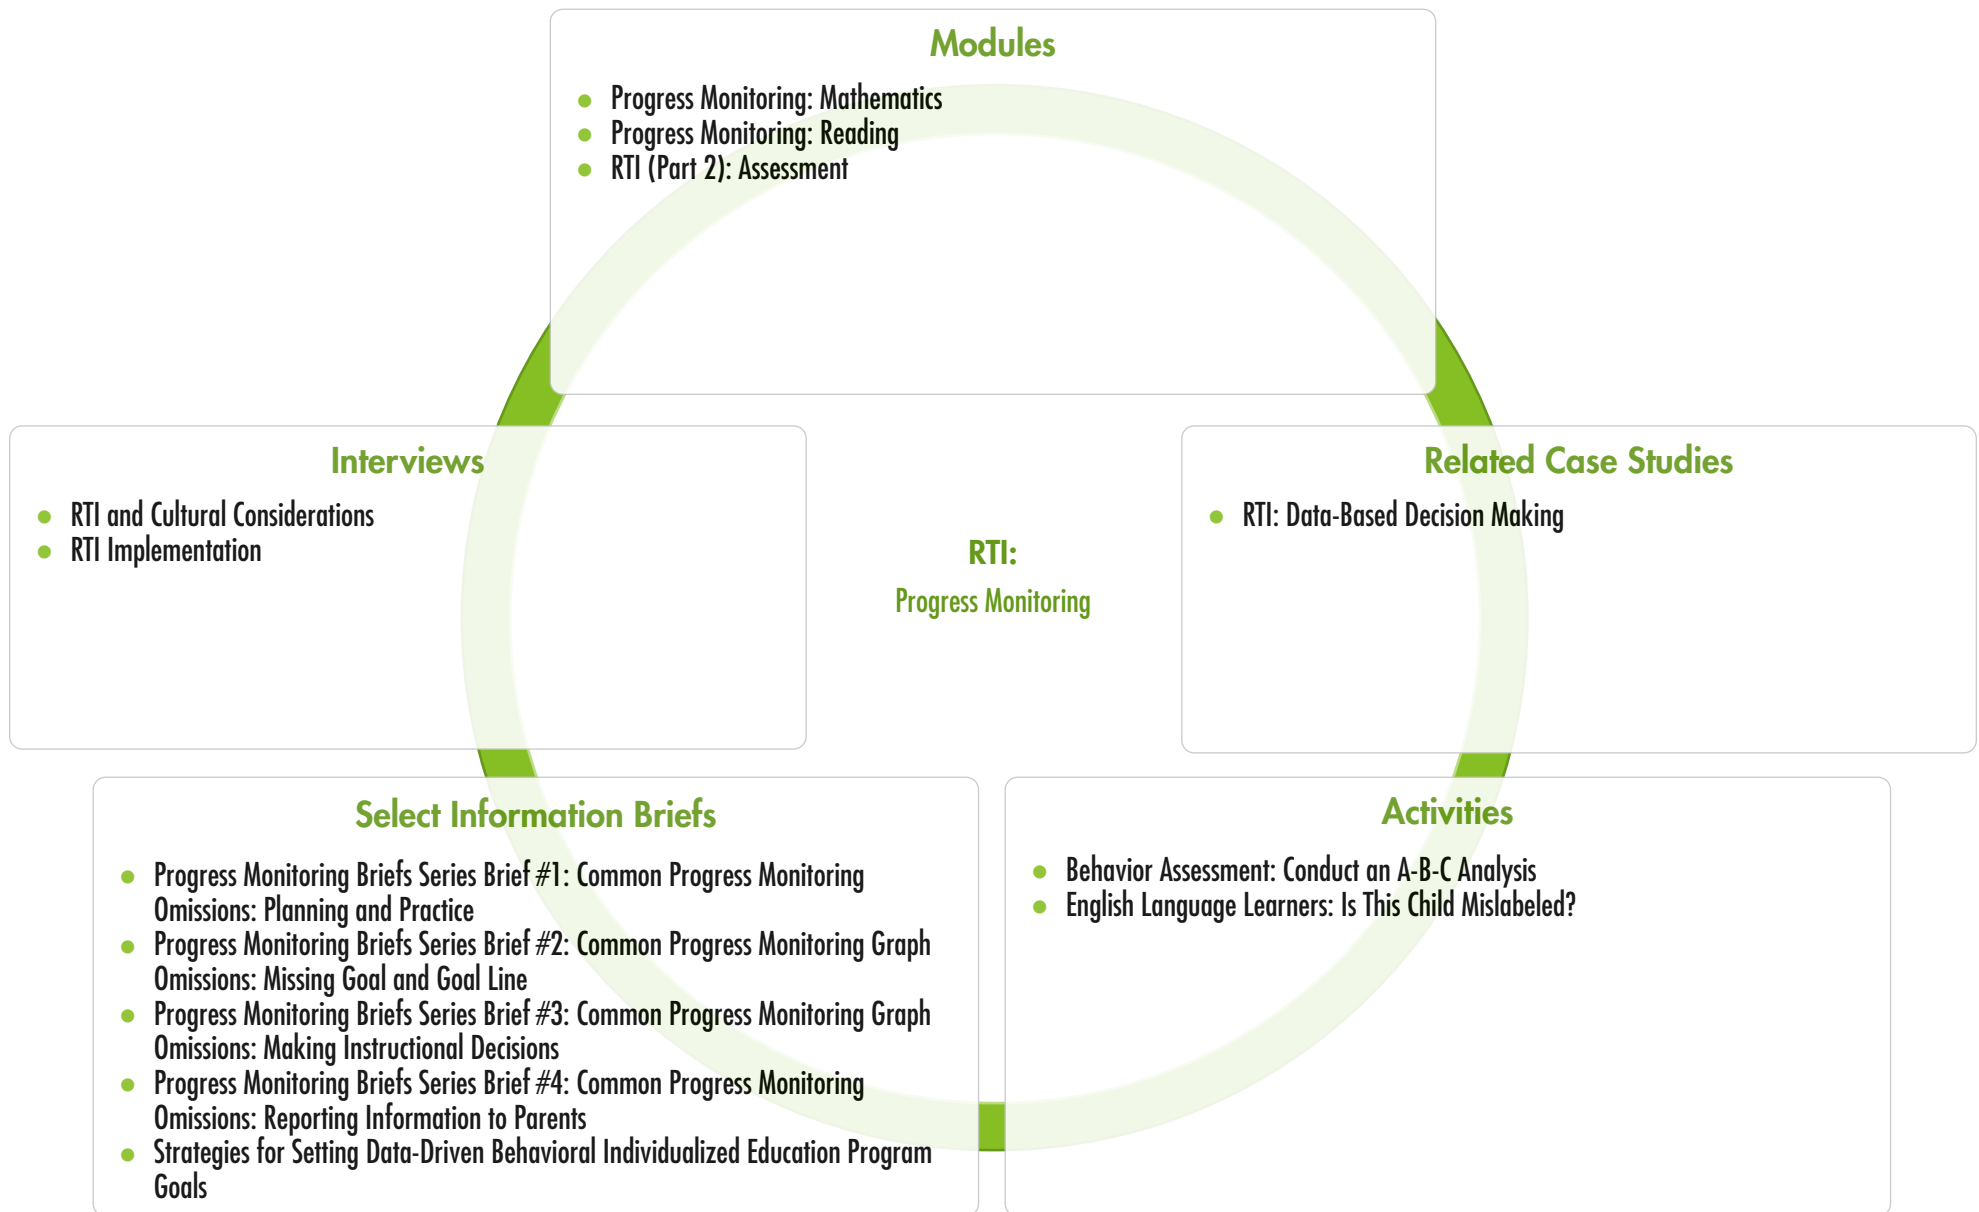 Modules
Progress Monitoring: Mathematics
Progress Monitoring: Reading
RTI (Part 2): Assessment
Interviews
RTI and Cultural Considerations
RTI Implementation
RTI:
Progress Monitoring
Related Case Studies
RTI: Data-Based Decision Making
Select Information Briefs
Progress Monitoring Briefs Series Brief #1: Common Progress Monitoring
Omissions: Planning and Practice
Progress Monitoring Briefs Series Brief #2: Common Progress Monitoring Graph
Omissions: Missing Goal and Goal Line
Progress Monitoring Briefs Series Brief #3: Common Progress Monitoring Graph
Omissions: Making Instructional Decisions
Progress Monitoring Briefs Series Brief #4: Common Progress Monitoring
Omissions: Reporting Information to Parents
Strategies for Setting Data-Driven Behavioral Individualized Education Program
Goals
Activities
Behavior Assessment: Conduct an A-B-C Analysis
English Language Learners: Is This Child Mislabeled?